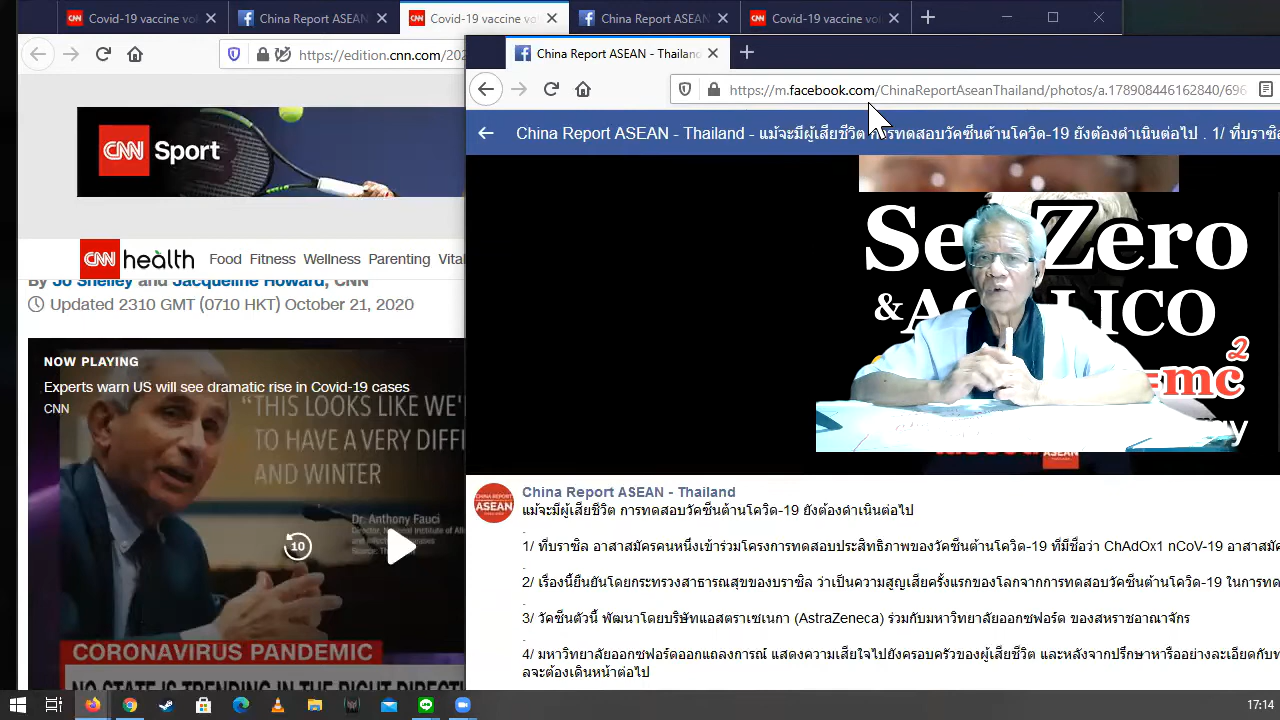 Covid-19 vaccine vo
China Report ASEAN
Covid-19 vaccine vol
China Report ASEAN
Covid-19 vaccine voi
China Report ASEAN - Thailand
https://edition.cnn.com/202
https://m.facebook.com/ChinaReportAseanThailand/photos/a.178908446162840/696
China Report ASEAN - Thailand - แม้จะมีผู้เสียชีวิต การทดสอบวัคซีนต้านโควิด-19 ยังต้องดำเนินต่อไป . 1/ ที่บราซิ
CNN Sport
CNN health Food Fitness Wellness Parenting Vital
By Jo Shelley and Jacqueline Howard, CNN
Updated 2310 GMT (0710 HKT) October 21, 2020
Zero
&
LICO
=mc2
NOW PLAYING
Experts warn US will see dramatic rise in Covid-19 cases
CNN
"THIS LOOKS LIKE WE'
TO HAVE A VERY DIFF
AND WINTER
Dr. Anthony Fauci
10
CORONAVIRUS PANDEMIC
NO STATE IS TRENDING IN THE RIGHT DIRECTI
ASEAN
CHINA REPORT
ASEAN
China Report ASEAN - Thailand
แม้จะมีผู้เสียชีวิต การทดสอบวัคซีนต้านโควิด-19 ยังต้องดำเนินต่อไป
.
1/ ที่บราซิล อาสาสมัครคนหนึ่งเข้าร่วมโครงการทดสอบประสิทธิภาพของวัคซีนต้านโควิด-19 ที่มีชื่อว่า ChAdOx1 nCoV-19 อาสาสมัค
.
2/ เรื่องนี้ยืนยันโดยกระทรวงสาธารณสุขของบราซิล ว่าเป็นความสูญเสียครั้งแรกของโลกจากการทดสอบวัคซีนต้านโควิด-19 ในการทด
.
3/ วัคซีนตัวนี้ พัฒนาโดยบริษัทแอสตราเซเนกา (AstraZeneca) ร่วมกับมหาวิทยาลัยออกซฟอร์ด ของสหราชอาณาจักร
.
4/ มหาวิทยาลัยออกซฟอร์ดออกแถลงการณ์ แสดงความเสียใจไปยังครอบครัวของผู้เสียชีวิต และหลังจากปรึกษาหารืออย่างละเอียดกับท
ลจะต้องเดินหน้าต่อไป
17:14